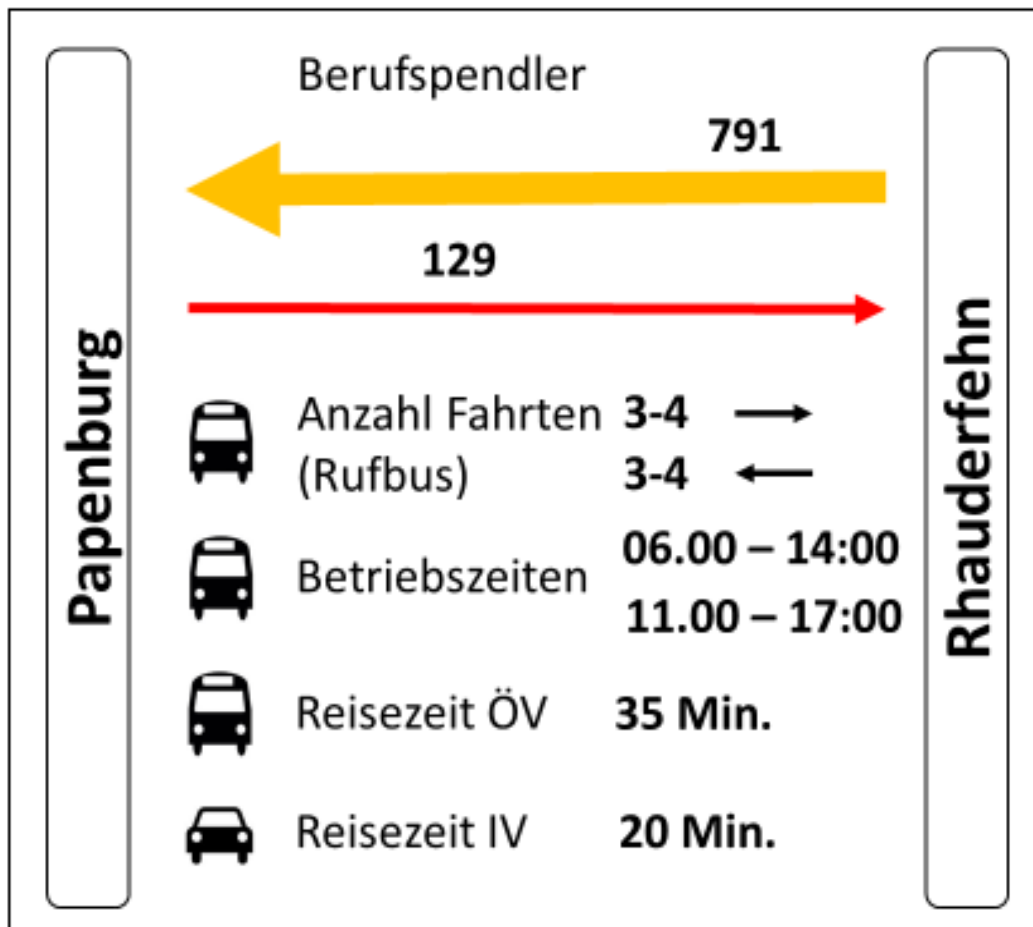 Berufspendler
791
129
Papenburg
Rhauderfehn
Anzahl Fahrten 3-4
(Rufbus) 3-4
Betriebszeiten 06.00 – 14:00
11.00 – 17:00
Reisezeit ÖV 35 Min.
Reisezeit IV 20 Min.